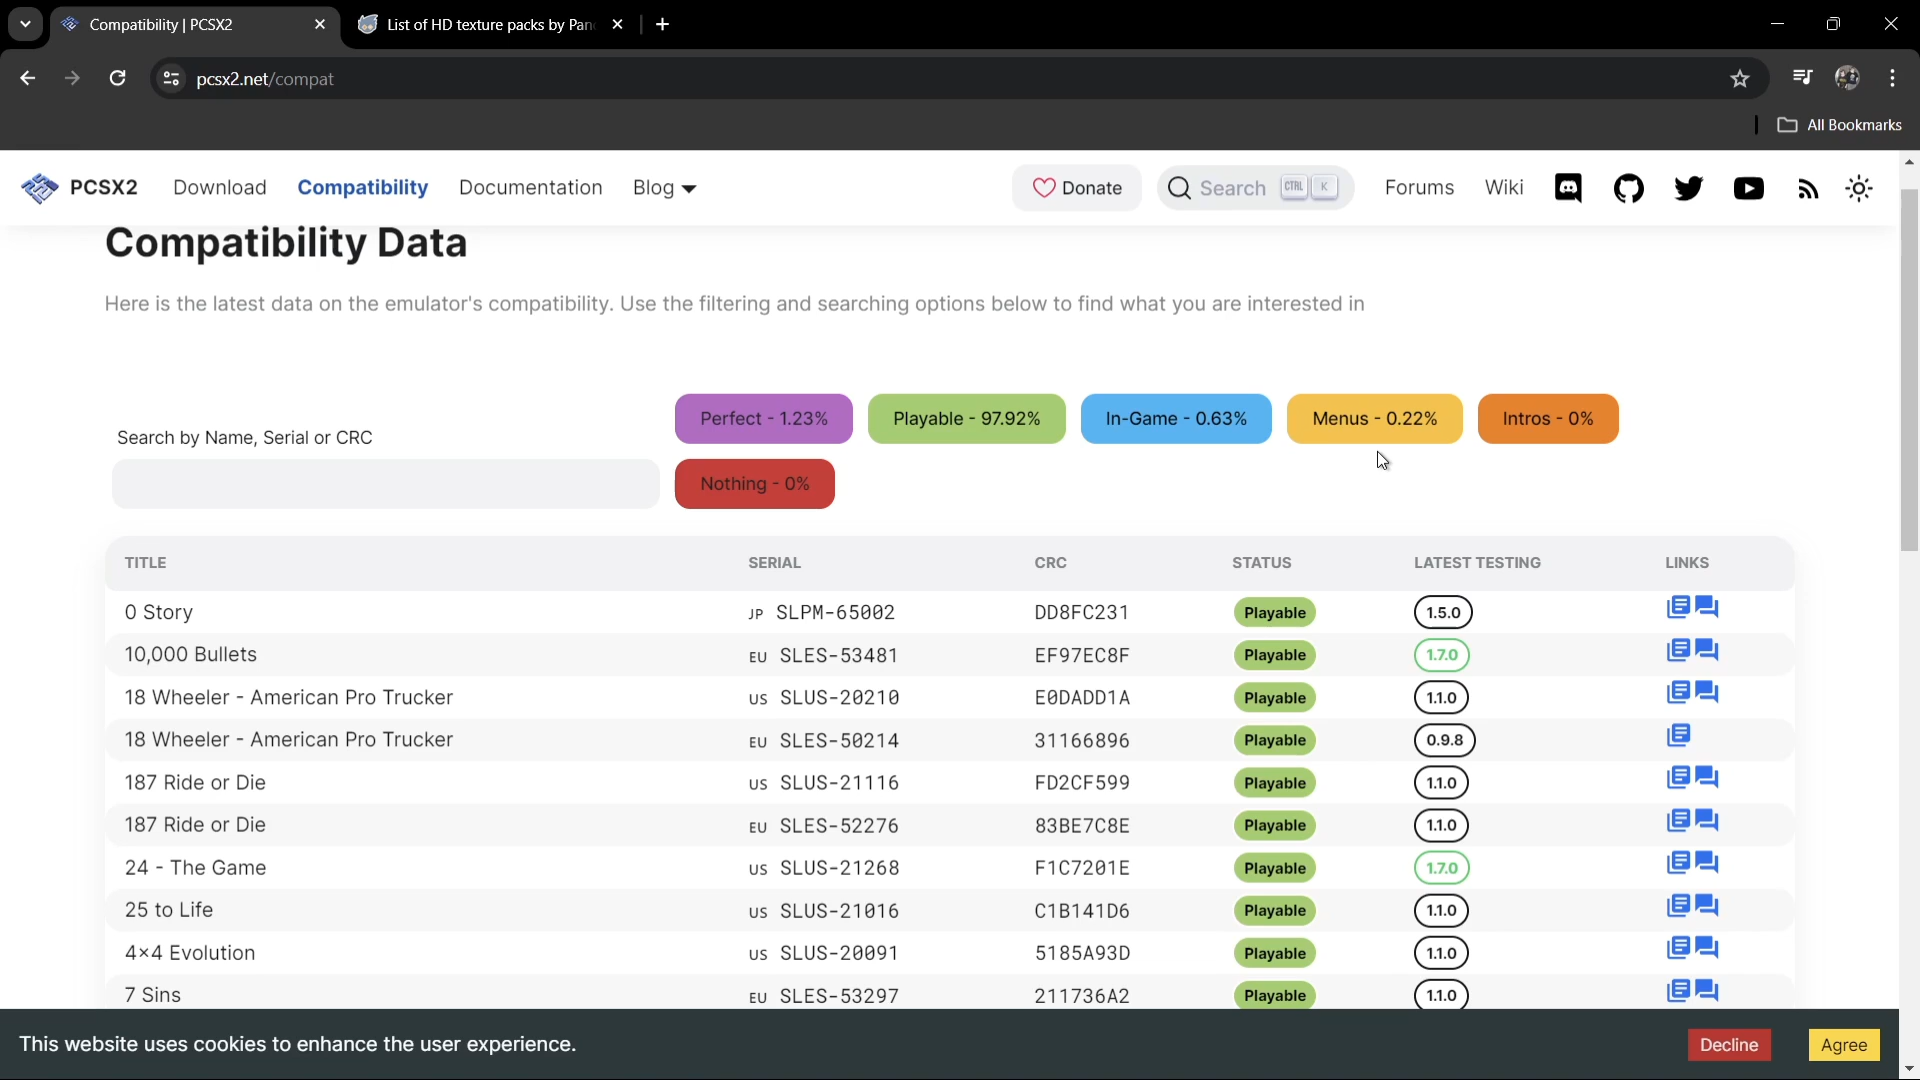 Compatibility | PCSX2
List of HD texture packs by Pan
pcsx2.net/compat
All Bookmarks
PCSX2 Download Compatibility Documentation Blog Donate Search CTRL K Forums Wiki
Compatibility Data
Here is the latest data on the emulator's compatibility. Use the filtering and searching options below to find what you are interested in
Perfect - 1.23% Playable - 97.92% In-Game - 0.63% Menus - 0.22% Intros - 0%
Search by Name, Serial or CRC
Nothing - 0%
TITLE SERIAL CRC STATUS LATEST TESTING LINKS
0 Story JP SLPM-65002 DD8FC231 Playable 1.5.0
10,000 Bullets EU SLES-53481 EF97EC8F Playable 1.7.0
18 Wheeler - American Pro Trucker US SLUS-20210 E0DADD1A Playable 1.1.0
18 Wheeler - American Pro Trucker EU SLES-50214 31166896 Playable 0.9.8
187 Ride or Die US SLUS-21116 FD2CF599 Playable 1.1.0
187 Ride or Die EU SLES-52276 83BE7C8E Playable 1.1.0
24 - The Game US SLUS-21268 F1C7201E Playable 1.7.0
25 to Life US SLUS-21016 C1B141D6 Playable 1.1.0
4×4 Evolution US SLUS-20091 5185A93D Playable 1.1.0
7 Sins EU SLES-53297 211736A2 Playable 1.1.0
This website uses cookies to enhance the user experience. Decline Agree